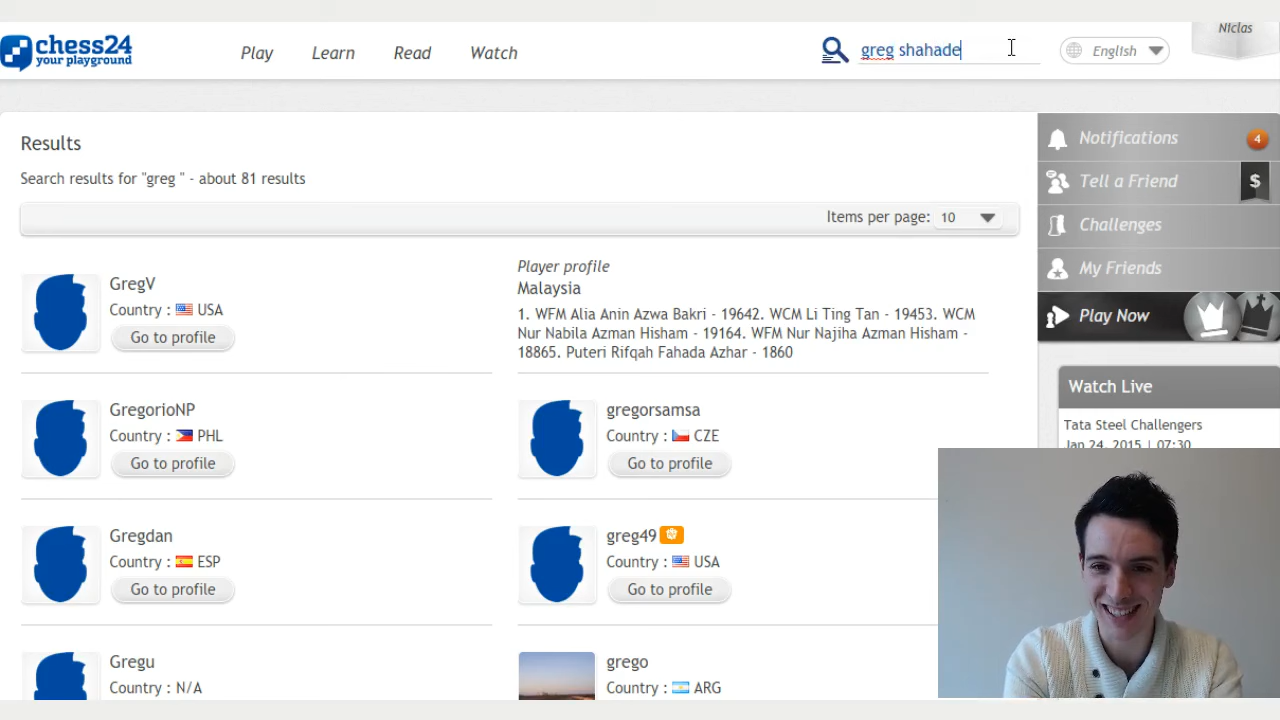 chess24
your playground
Play
Learn
Read
Watch
greg shahade
English
Niclas
Results
Search results for "greg " - about 81 results
Items per page: 10
GregV
Country : USA
Go to profile
Player profile
Malaysia
1. WFM Alia Anin Azwa Bakri - 19642. WCM Li Ting Tan - 19453. WCM
Nur Nabila Azman Hisham - 19164. WFM Nur Najiha Azman Hisham -
18865. Puteri Rifqah Fahada Azhar - 1860
GregorioNP
Country : PHL
Go to profile
gregorsamsa
Country : CZE
Go to profile
Gregdan
Country : ESP
Go to profile
greg49
Country : USA
Go to profile
Gregu
Country : N/A
grego
Country : ARG
Notifications
4
Tell a Friend
$
Challenges
My Friends
Play Now
Watch Live
Tata Steel Challengers
Jan 24, 2015 | 07:30